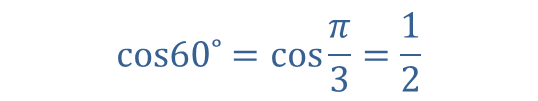 cos60° = cos π/3 = 1/2